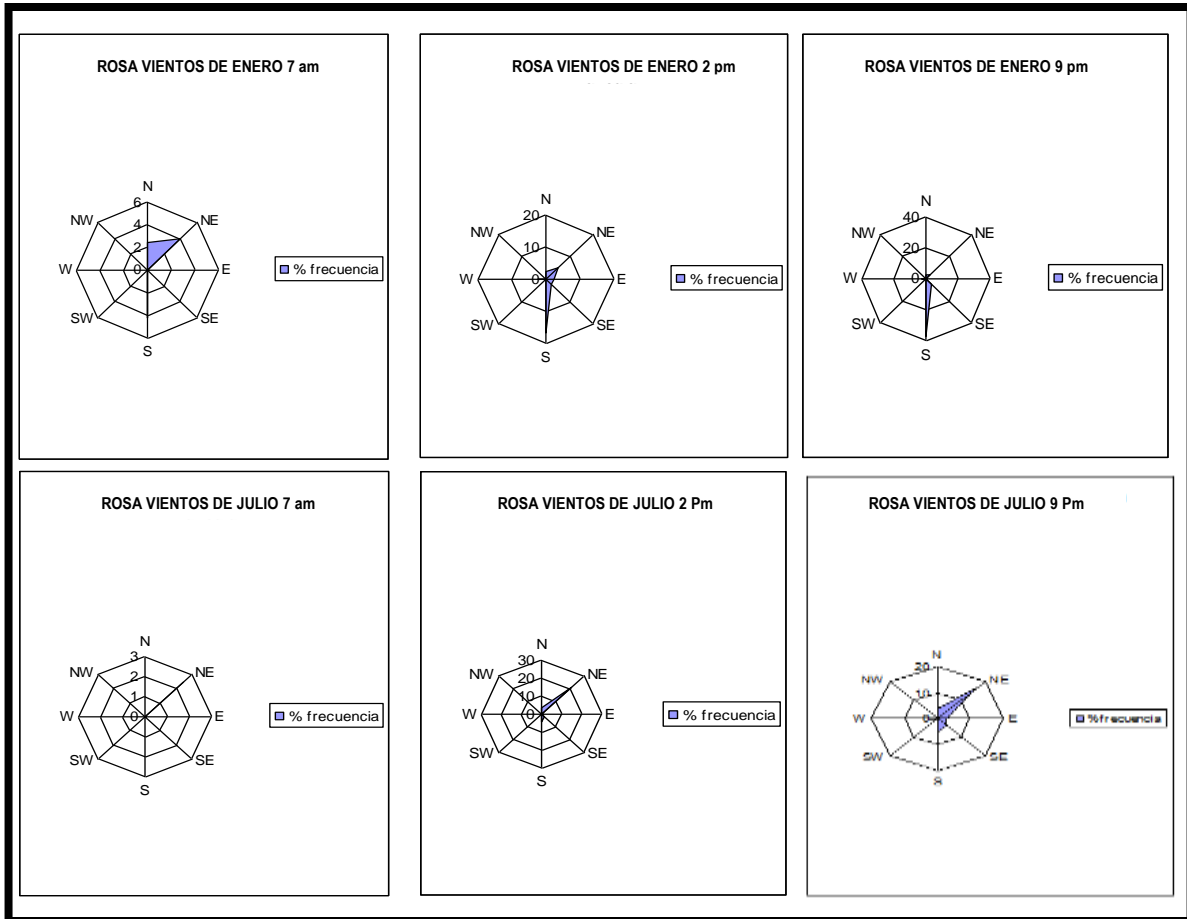 ROSA VIENTOS DE ENERO 7 am
N
6
NW
NE
4
2
W
0
E
% frecuencia
SW
SE
S
ROSA VIENTOS DE ENERO 2 pm
N
20
NW
NE
10
W
0
E
% frecuencia
SW
SE
S
ROSA VIENTOS DE ENERO 9 pm
N
40
NW
NE
20
W
0
E
% frecuencia
SW
SE
S
ROSA VIENTOS DE JULIO 7 am
N
3
NW
NE
2
1
W
0
E
% frecuencia
SW
SE
S
ROSA VIENTOS DE JULIO 2 Pm
N
30
NW
NE
20
10
W
0
E
% frecuencia
SW
SE
S
ROSA VIENTOS DE JULIO 9 Pm
N
20
NW
NE
10
W
0
E
% frecuencia
SW
SE
S